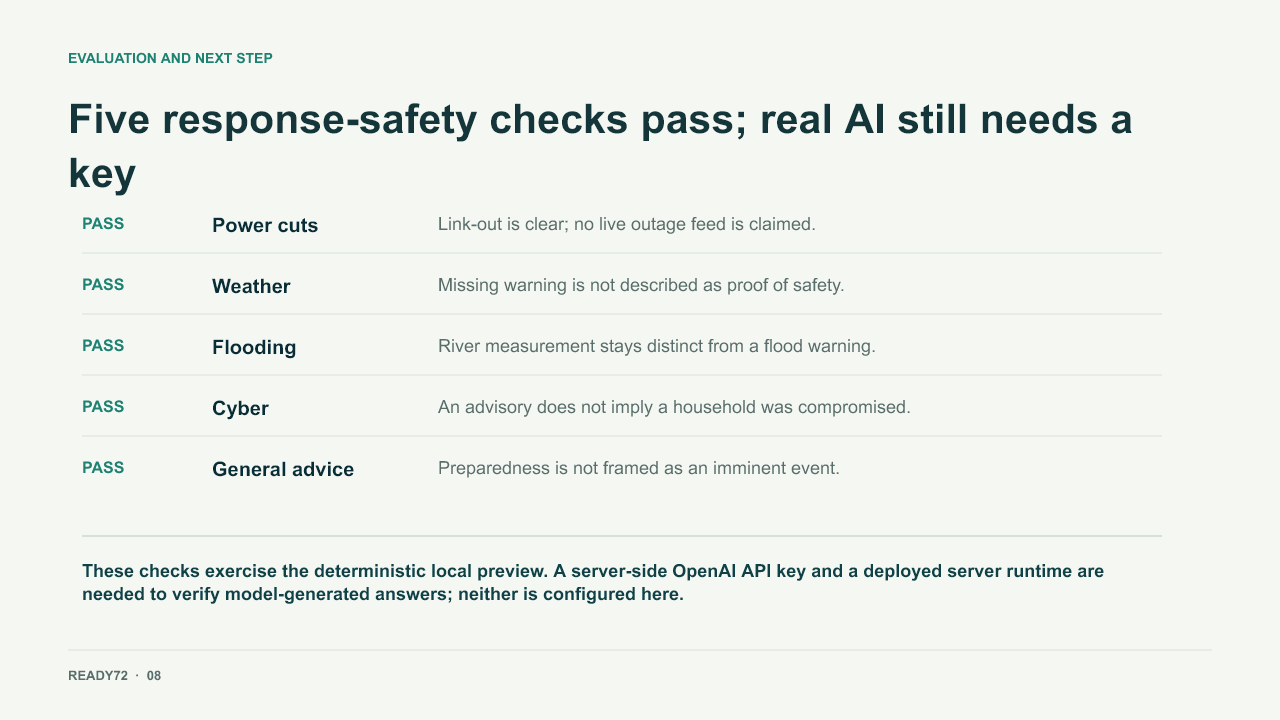 EVALUATION AND NEXT STEP
Five response-safety checks pass; real AI still needs a
key
PASS Power cuts Link-out is clear; no live outage feed is claimed.
PASS Weather Missing warning is not described as proof of safety.
PASS Flooding River measurement stays distinct from a flood warning.
PASS Cyber An advisory does not imply a household was compromised.
PASS General advice Preparedness is not framed as an imminent event.
These checks exercise the deterministic local preview. A server-side OpenAI API key and a deployed server runtime are
needed to verify model-generated answers; neither is configured here.
READY72 · 08